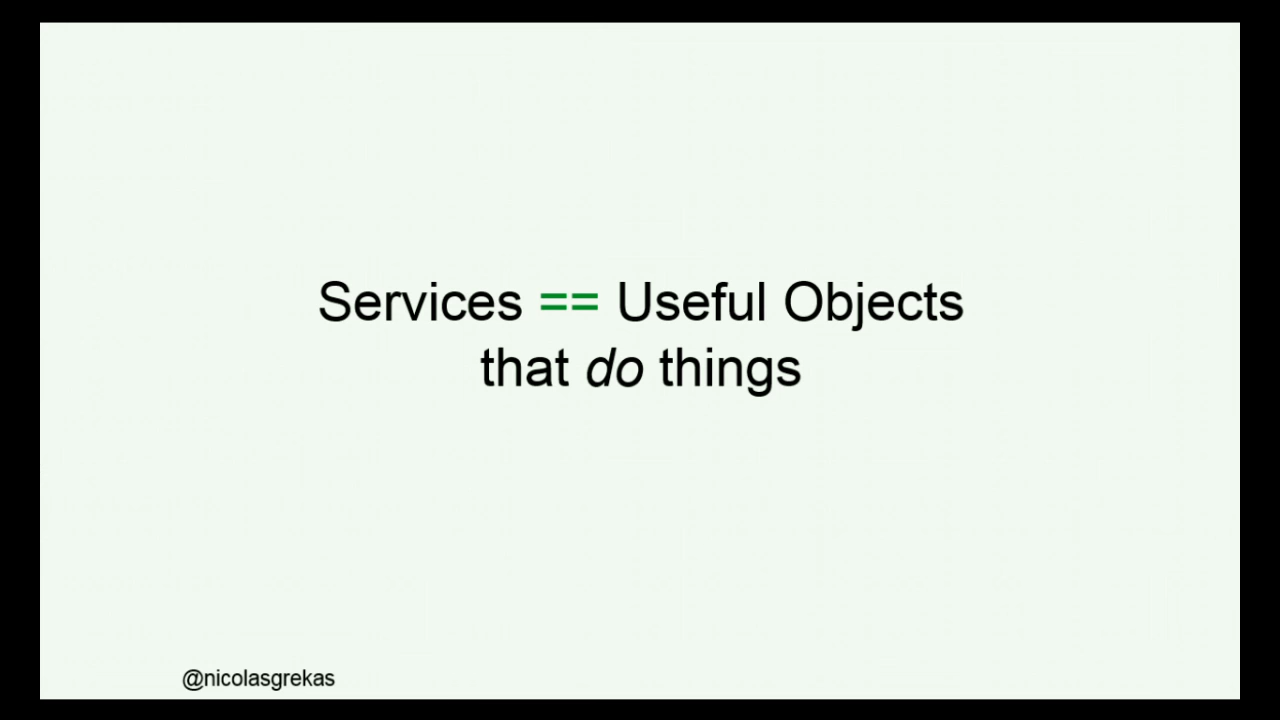 Services == Useful Objects
that do things
@nicolasgrekas